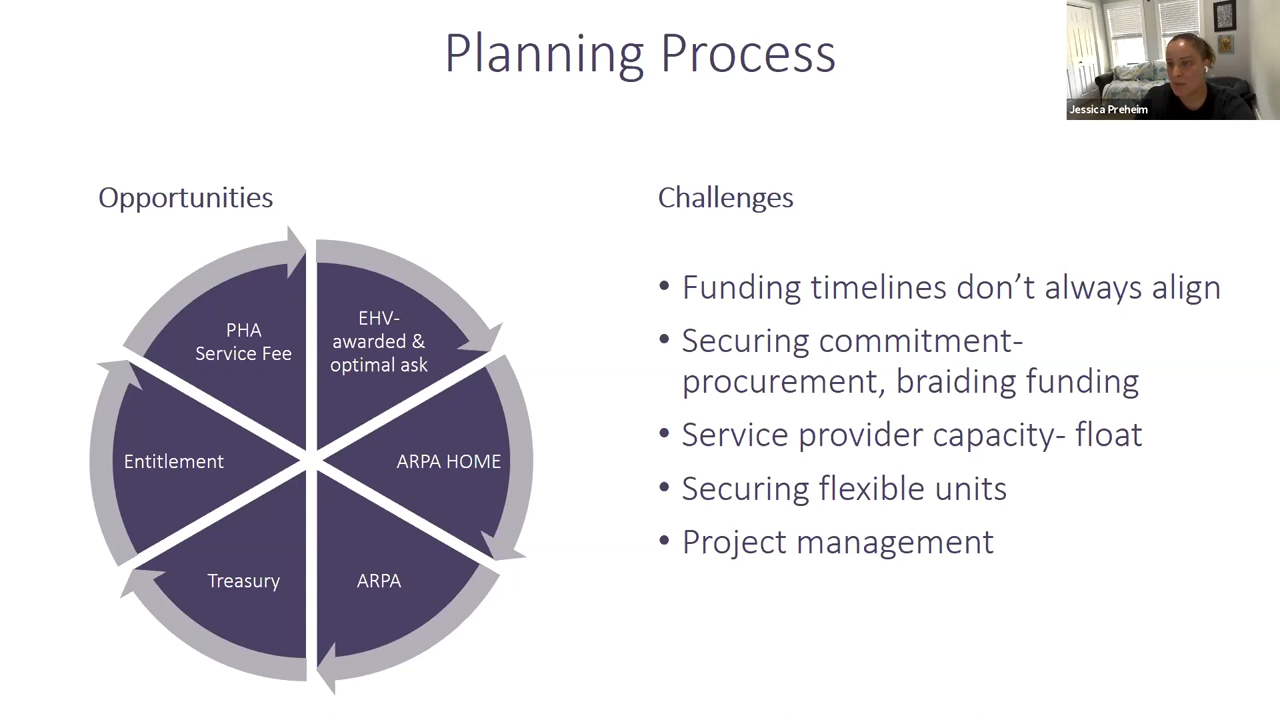 Planning Process
Jessica Preheim
Opportunities
PHA
Service Fee
EHV-
awarded &
optimal ask
Entitlement
ARPA HOME
Treasury
ARPA
Challenges
• Funding timelines don’t always align
• Securing commitment-
procurement, braiding funding
• Service provider capacity- float
• Securing flexible units
• Project management